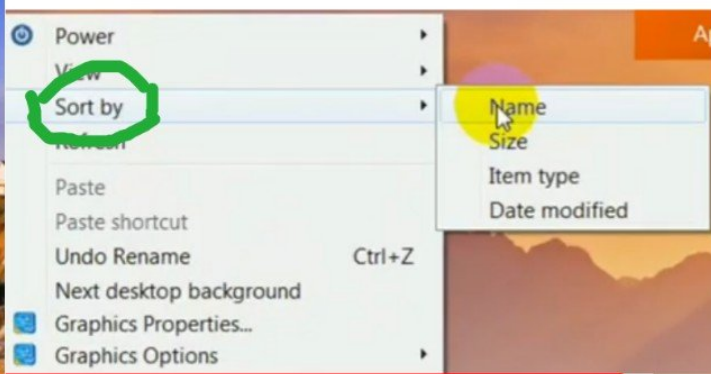 Power
View
Sort by
Refresh
Paste
Paste shortcut
Undo Rename Ctrl+Z
Next desktop background
Graphics Properties...
Graphics Options
Name
Size
Item type
Date modified